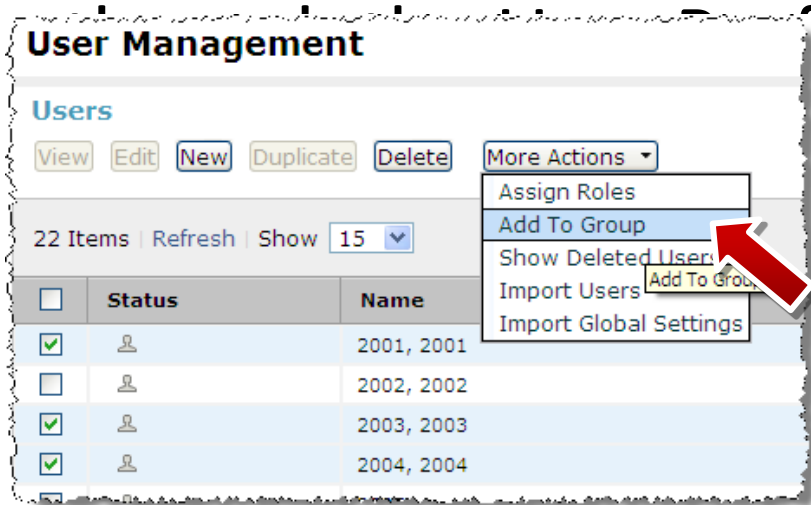 User Management
Users
View Edit New Duplicate Delete More Actions
Assign Roles
Add To Group
Show Deleted Users
Import Users
Add To Group
Import Global Settings
22 Items | Refresh | Show 15
Status Name
2001, 2001
2002, 2002
2003, 2003
2004, 2004